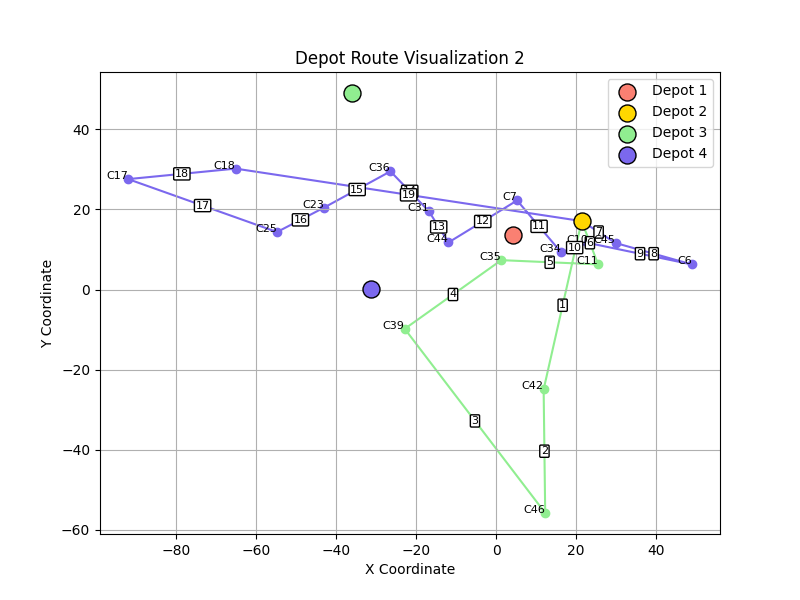 Depot Route Visualization 2
Depot 1
Depot 2
Depot 3
Depot 4
Y Coordinate
40
20
0
−20
−40
−60
C17
18
C18
17
C25
16
C23
15
C36
19
C31
13
C44
12
C7
11
C34
10
C10
6
7
C45
9
8
C6
C11
5
C35
4
C39
1
C42
3
2
C46
−80
−60
−40
−20
0
20
40
X Coordinate